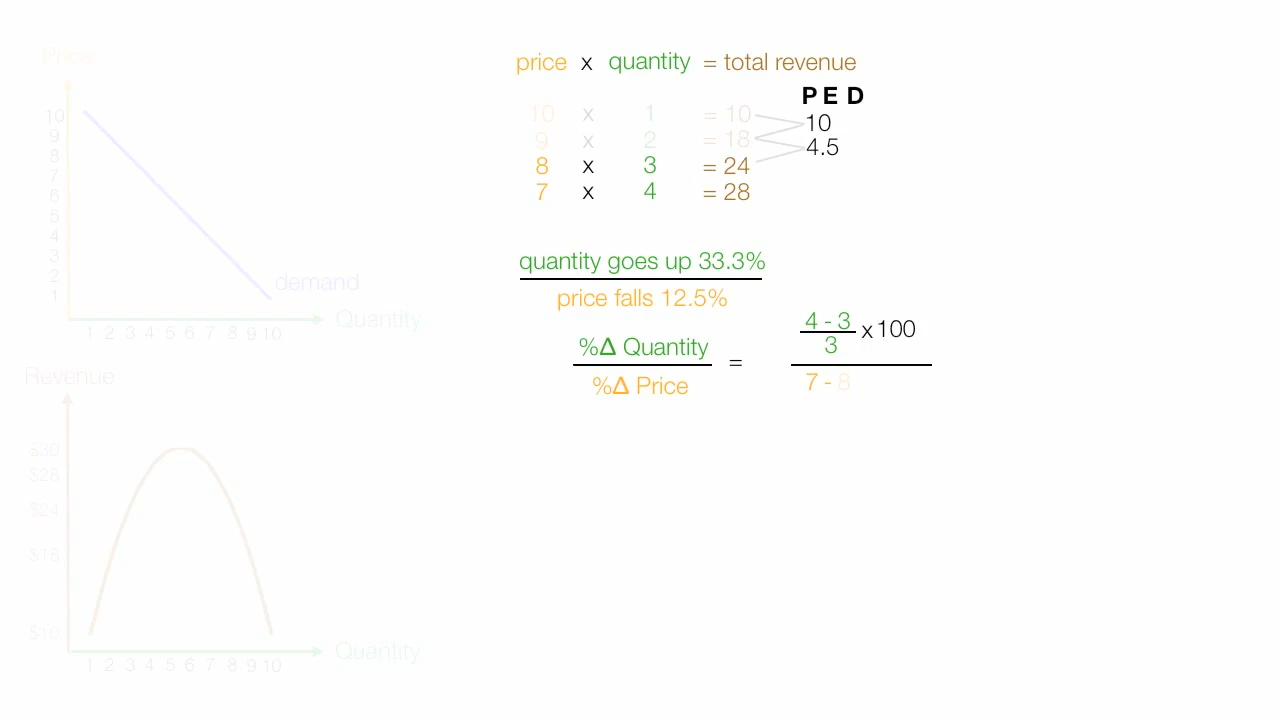 Price
10
9
8
7
6
5
4
3
2
1
demand
1 2 3 4 5 6 7 8 9 10
Quantity
Revenue
$30
$28
$24
$18
$10
1 2 3 4 5 6 7 8 9 10
Quantity
price x quantity = total revenue
PED
10 x 1 = 10
10
9 x 2 = 18
4.5
8 x 3 = 24
7 x 4 = 28
quantity goes up 33.3%
price falls 12.5%
%Δ Quantity
%Δ Price
=
4 - 3
3
x 100
7 - 8